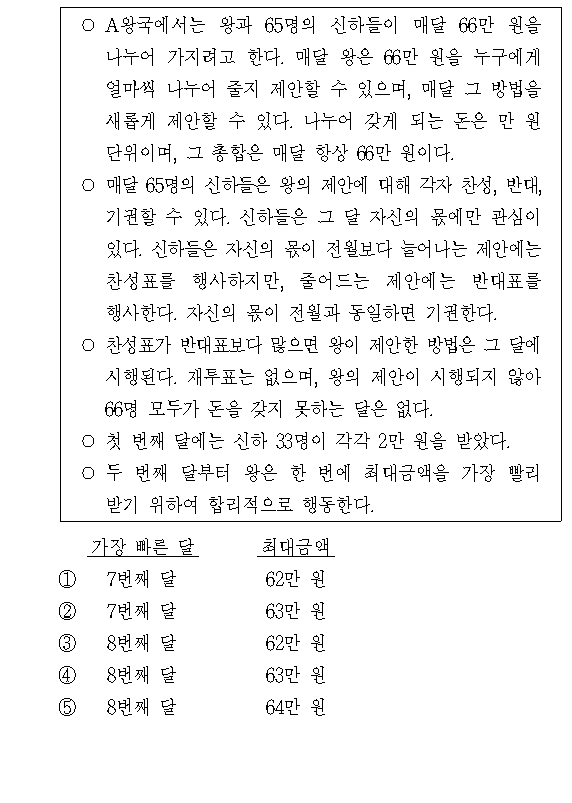 ○ A왕국에서는 왕과 65명의 신하들이 매달 66만 원을
나누어 가지려고 한다. 매달 왕은 66만 원을 누구에게
얼마씩 나누어 줄지 제안할 수 있으며, 매달 그 방법을
새롭게 제안할 수 있다. 나누어 갖게 되는 돈은 만 원
단위이며, 그 총합은 매달 항상 66만 원이다.
○ 매달 65명의 신하들은 왕의 제안에 대해 각자 찬성, 반대,
기권할 수 있다. 신하들은 그 달 자신의 몫에만 관심이
있다. 신하들은 자신의 몫이 전월보다 늘어나는 제안에는
찬성표를 행사하지만, 줄어드는 제안에는 반대표를
행사한다. 자신의 몫이 전월과 동일하면 기권한다.
○ 찬성표가 반대표보다 많으면 왕이 제안한 방법은 그 달에
시행된다. 재투표는 없으며, 왕의 제안이 시행되지 않아
66명 모두가 돈을 갖지 못하는 달은 없다.
○ 첫 번째 달에는 신하 33명이 각각 2만 원을 받았다.
○ 두 번째 달부터 왕은 한 번에 최대금액을 가장 빨리
받기 위하여 합리적으로 행동한다.
가장 빠른 달 최대금액
① 7번째 달 62만 원
② 7번째 달 63만 원
③ 8번째 달 62만 원
④ 8번째 달 63만 원
⑤ 8번째 달 64만 원